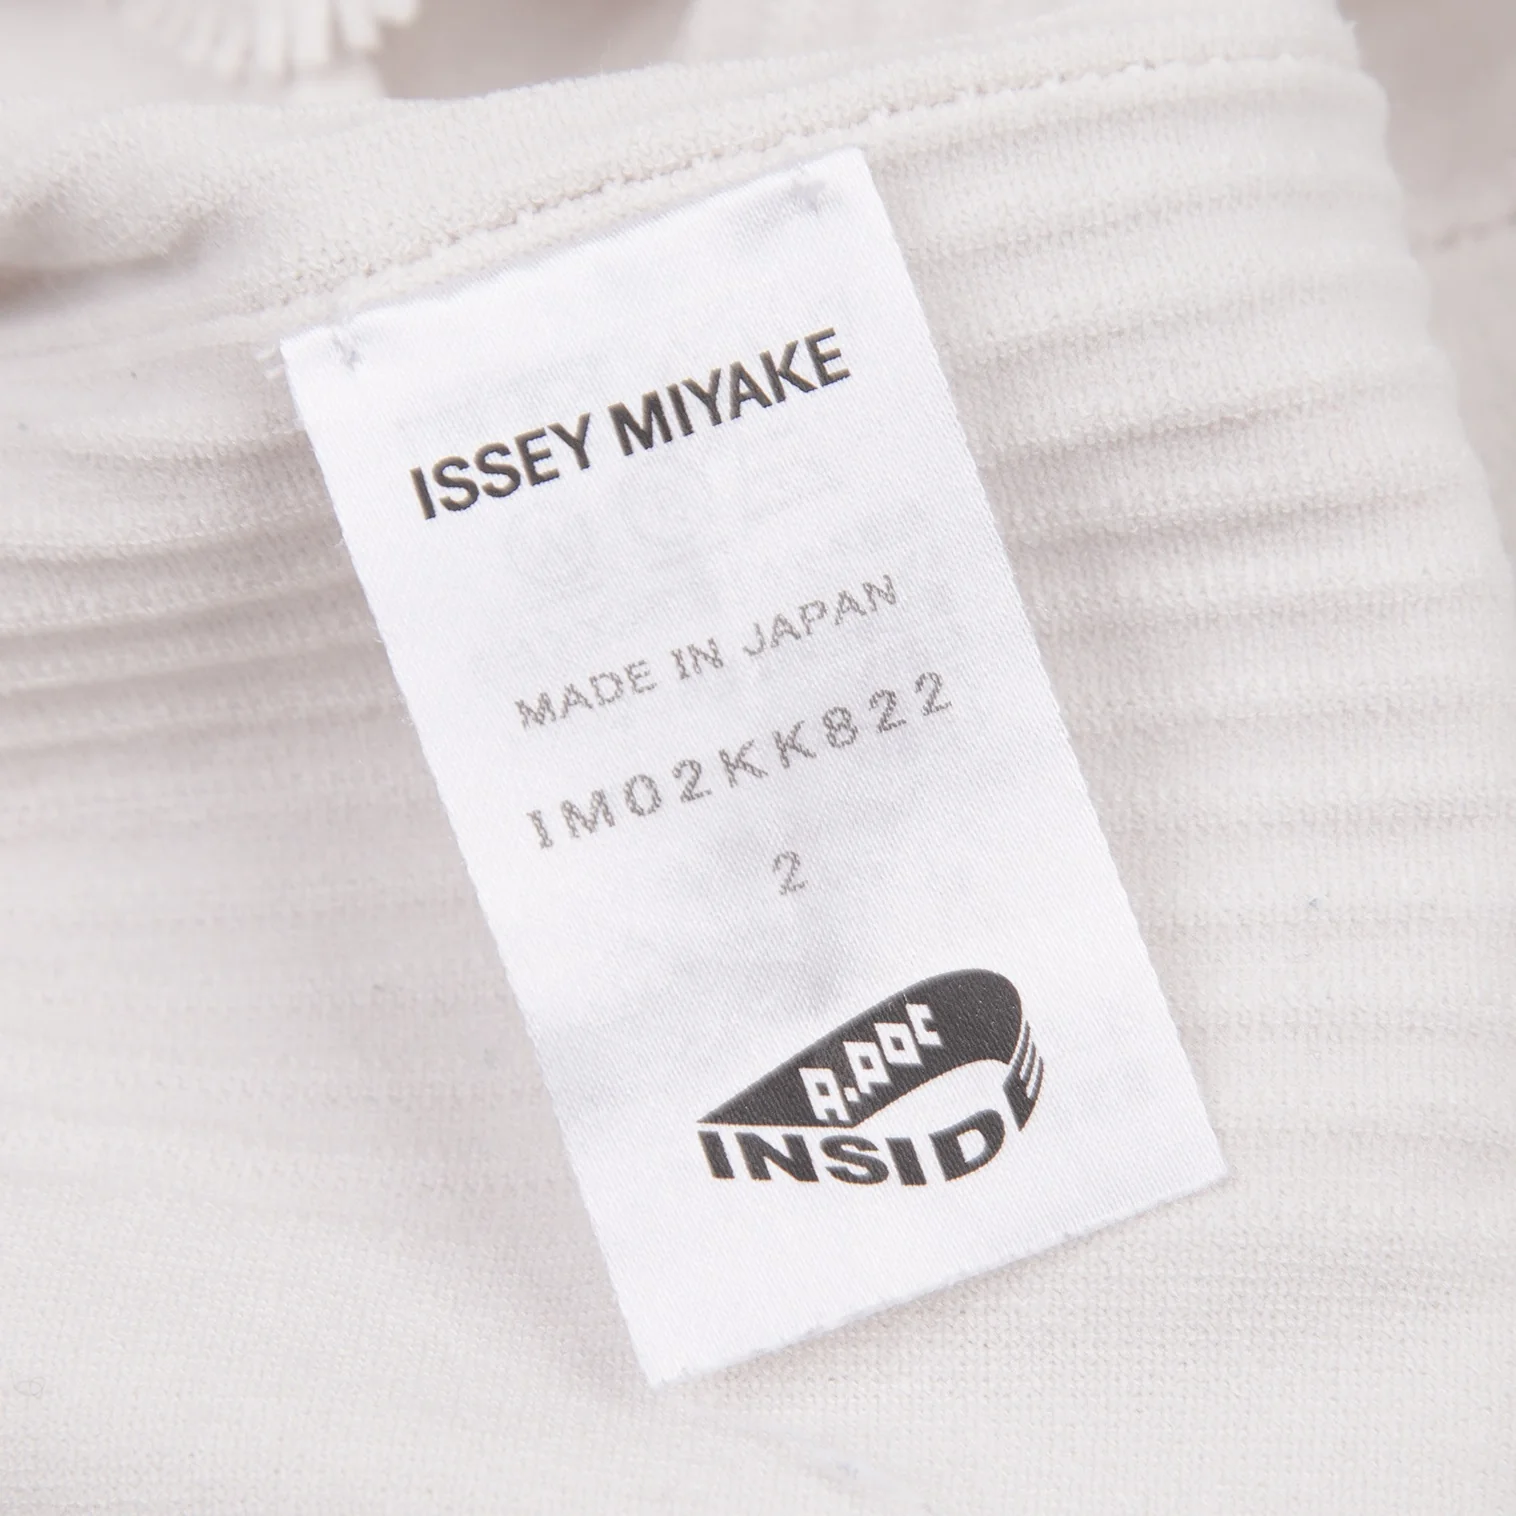 ISSEY MIYAKE
MADE IN JAPAN
IM02KK822
2
A.POC
INSIDE